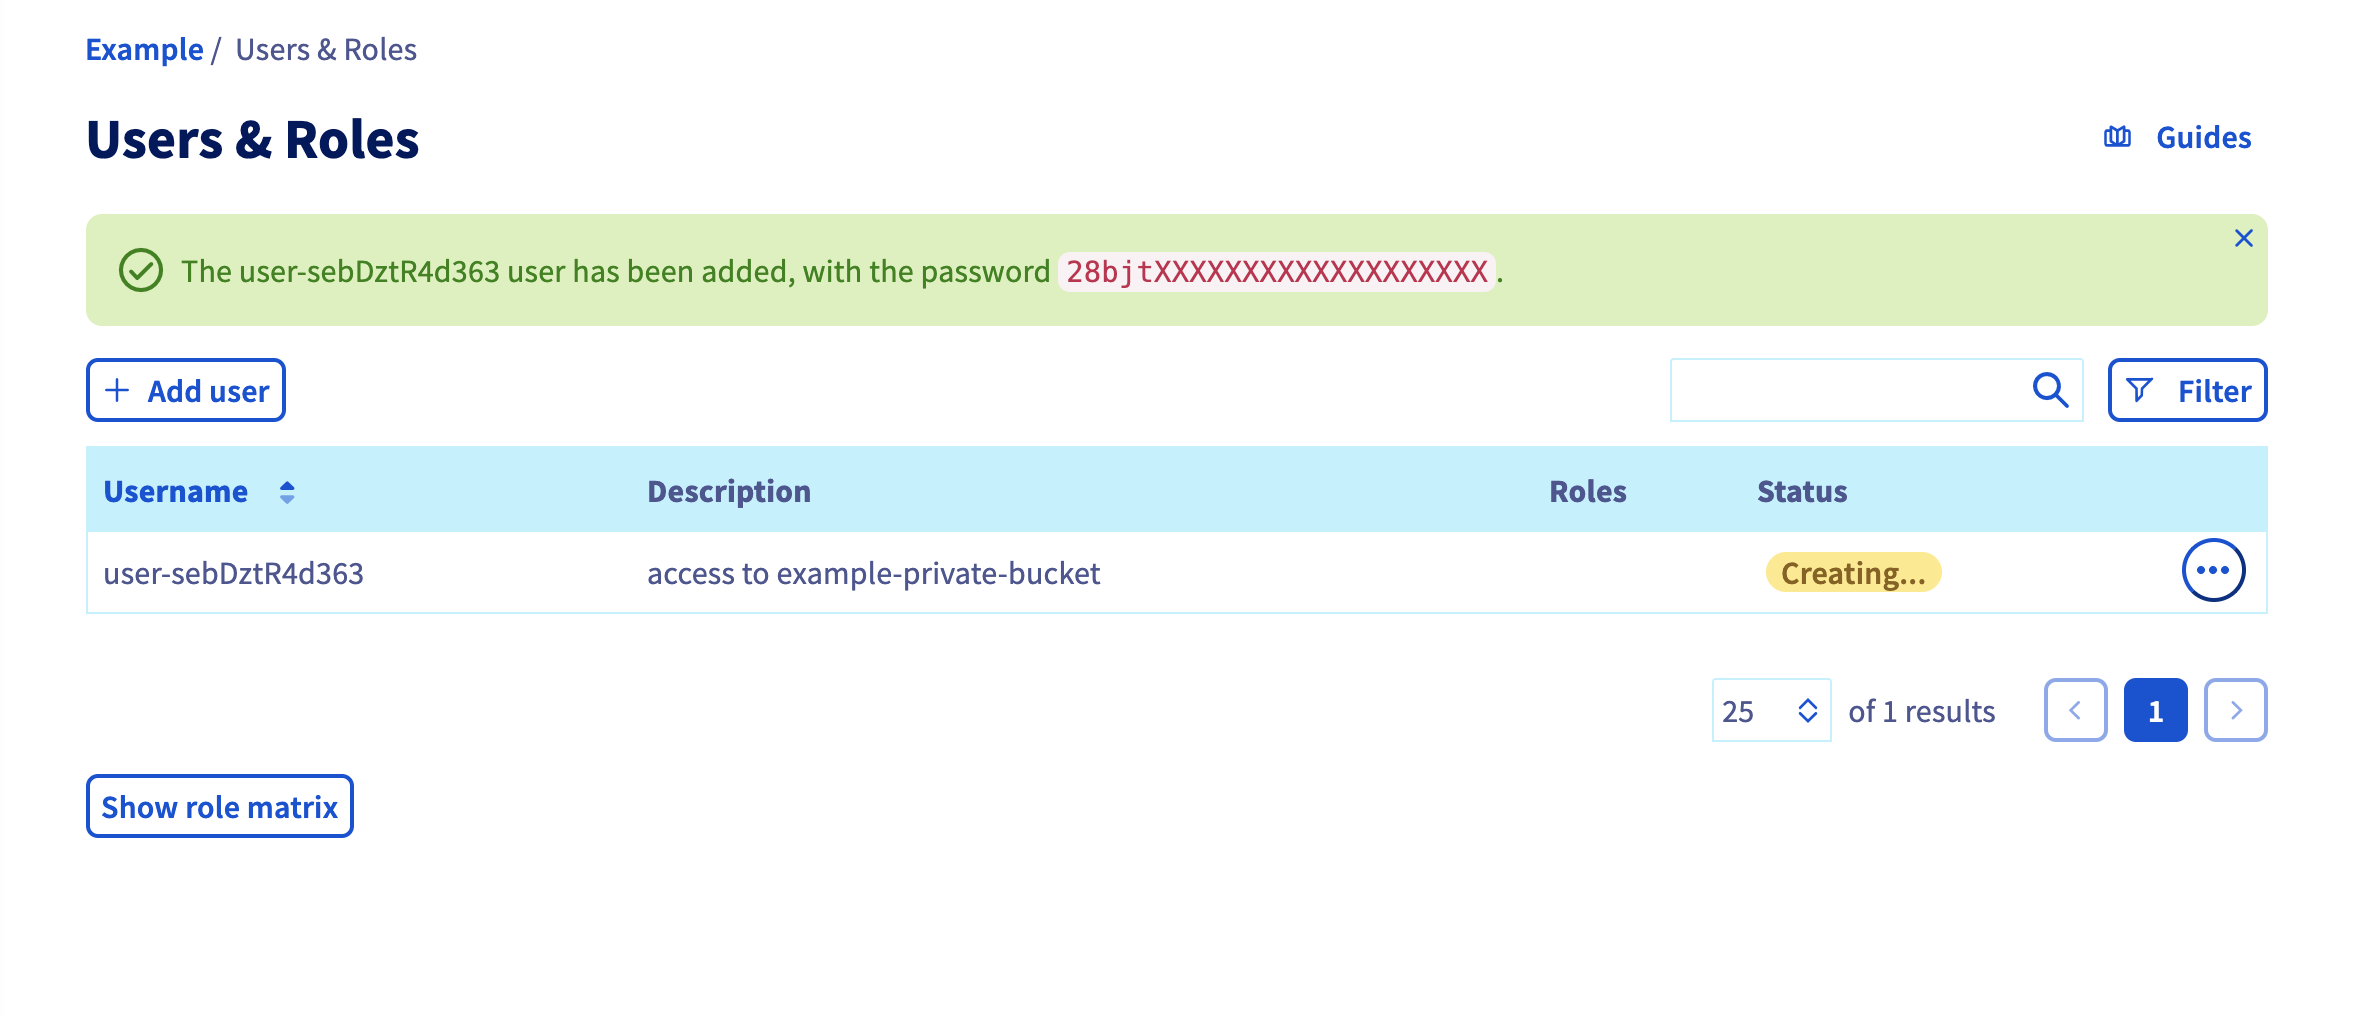 Example / Users & Roles
Users & Roles
Guides
The user-sebDztR4d363 user has been added, with the password 28bjtXXXXXXXXXXXXXXXXXXX.
+ Add user
Filter
Username Description Roles Status
user-sebDztR4d363 access to example-private-bucket Creating...
25 of 1 results 1
Show role matrix